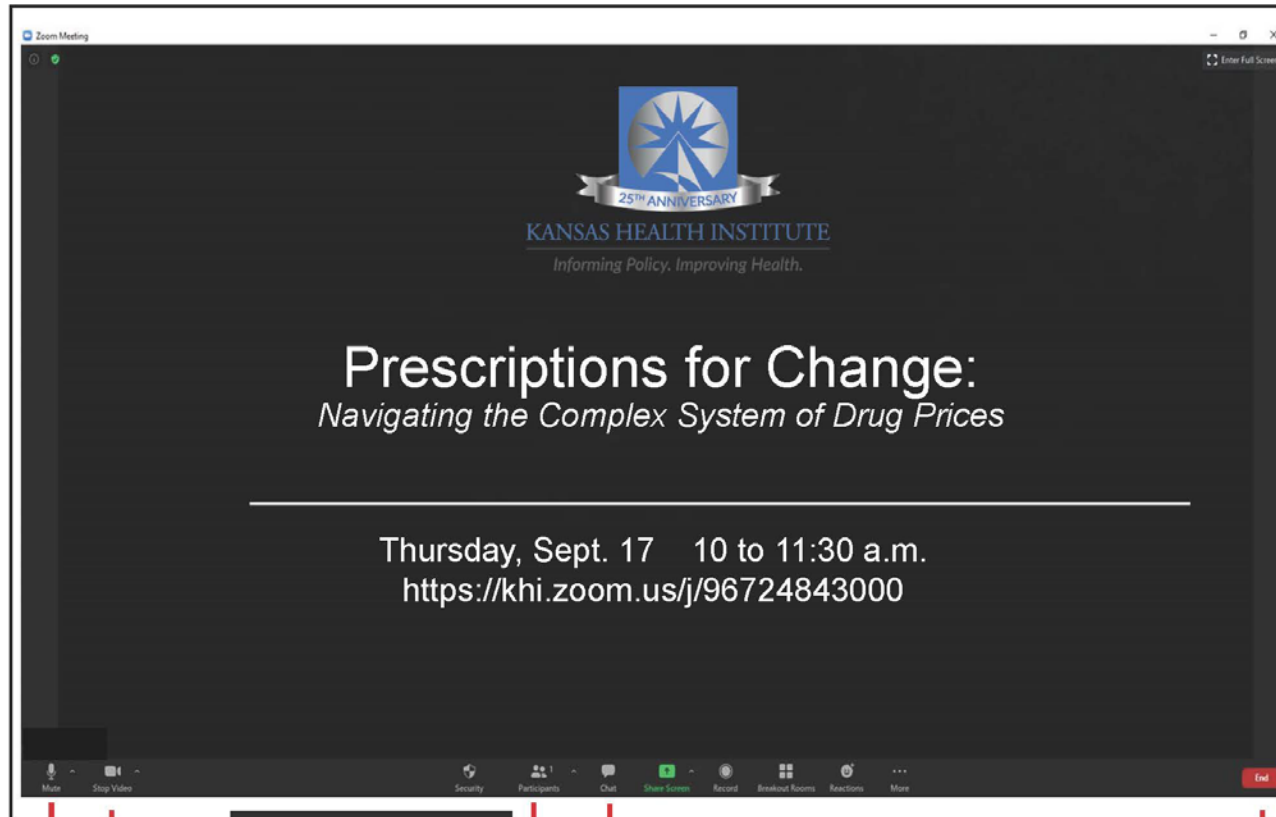 Zoom Meeting
Enter Full Screen
25TH ANNIVERSARY
KANSAS HEALTH INSTITUTE
Informing Policy. Improving Health.
Prescriptions for Change:
Navigating the Complex System of Drug Prices
Thursday, Sept. 17 10 to 11:30 a.m.
https://khi.zoom.us/j/96724843000
Mute Stop Video Security Participants 1 Chat Share Screen Record Breakout Rooms Reactions More End